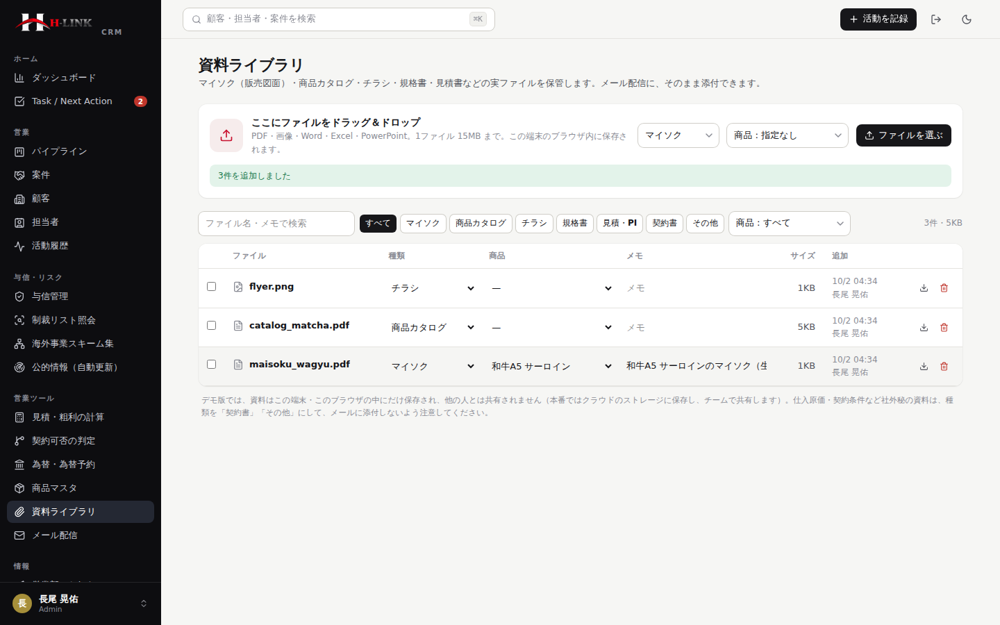 H-LINK CRM
ホーム
ダッシュボード
Task / Next Action 2
営業
パイプライン
案件
顧客
担当者
活動履歴
与信・リスク
与信管理
制裁リスト照会
海外事業スキーム集
公的情報（自動更新）
営業ツール
見積・粗利の計算
契約可否の判定
為替・為替予約
商品マスタ
資料ライブラリ
メール配信
情報
長 長尾 晃佑
Admin
顧客・担当者・案件を検索 ⌘K
活動を記録
資料ライブラリ
マイソク（販売図面）・商品カタログ・チラシ・規格書・見積書などの実ファイルを保管します。メール配信に、そのまま添付できます。
ここにファイルをドラッグ＆ドロップ
PDF・画像・Word・Excel・PowerPoint。1ファイル 15MB まで。この端末のブラウザ内に保存さ
れます。
マイソク 商品：指定なし ファイルを選ぶ
3件を追加しました
ファイル名・メモで検索 すべて マイソク 商品カタログ チラシ 規格書 見積・PI 契約書 その他 商品：すべて 3件・5KB
ファイル 種類 商品 メモ サイズ 追加
flyer.png チラシ — メモ 1KB 10/2 04:34
長尾 晃佑
catalog_matcha.pdf 商品カタログ — メモ 5KB 10/2 04:34
長尾 晃佑
maisoku_wagyu.pdf マイソク 和牛A5 サーロイン 和牛A5 サーロインのマイソク（生 1KB 10/2 04:34
長尾 晃佑
デモ版では、資料はこの端末・このブラウザの中にだけ保存され、他の人とは共有されません（本番ではクラウドのストレージに保存し、チームで共有します）。仕入原価・契約条件など社外秘の資料は、種
類を「契約書」「その他」にして、メールに添付しないよう注意してください。